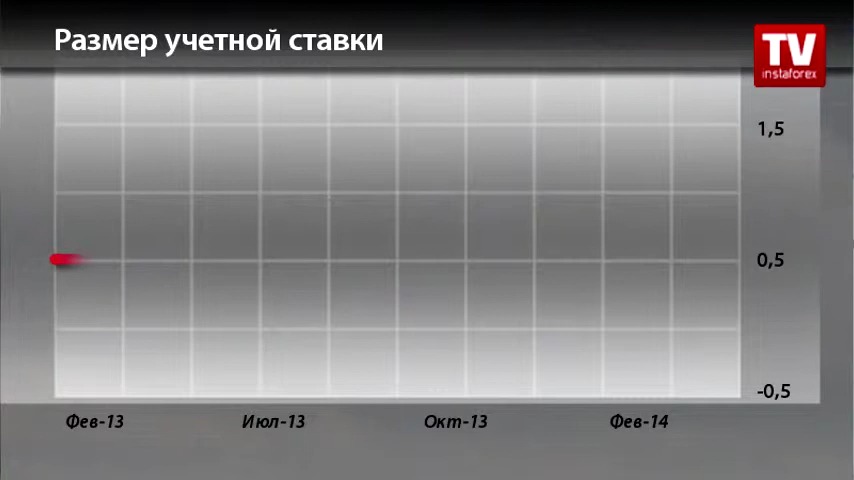 Размер учетной ставки
TV
instaforex
1,5
0,5
-0,5
Фев-13 Июл-13 Окт-13 Фев-14